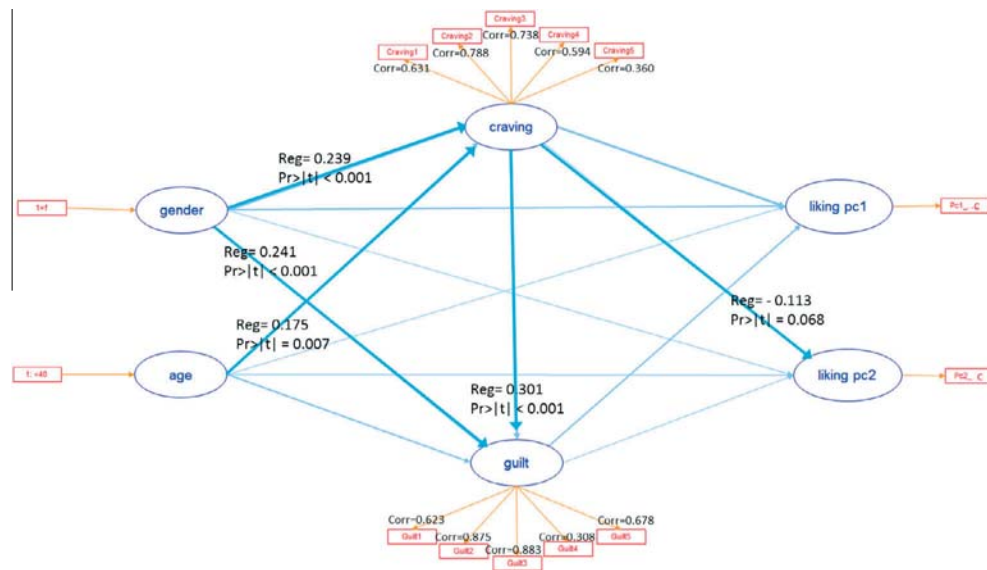 Craving3
Corr=0.738
Craving2
Corr=0.788
Craving4
Corr=0.594
Craving1
Corr=0.631
Craving5
Corr=0.360
craving
Reg= 0.239
Pr>|t| < 0.001
gender
liking pc1
Reg= 0.241
Pr>|t| < 0.001
Reg= - 0.113
Pr>|t| = 0.068
Reg= 0.175
Pr>|t| = 0.007
age
liking pc2
Reg= 0.301
Pr>|t| < 0.001
guilt
Corr=0.623
Guilt1
Corr=0.875
Guilt2
Corr=0.883
Guilt3
Corr=0.308
Guilt4
Corr=0.678
Guilt5